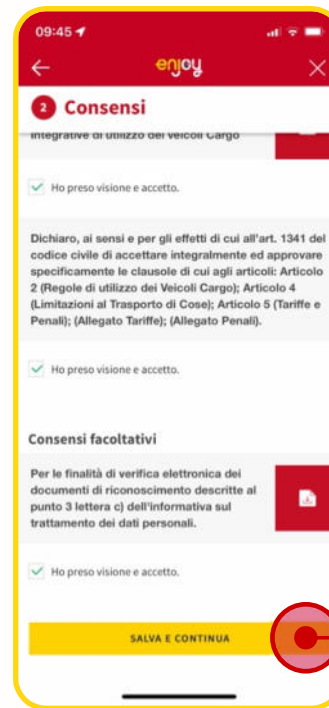 09:45
enjoy
2 Consensi
integrative di utilizzo dei veicoli Cargo
Ho preso visione e accetto.
Dichiaro, ai sensi e per gli effetti di cui all'art. 1341 del
codice civile di accettare integralmente ed approvare
specificamente le clausole di cui agli articoli: Articolo
2 (Regole di utilizzo dei Veicoli Cargo); Articolo 4
(Limitazioni al Trasporto di Cose); Articolo 5 (Tariffe e
Penali); (Allegato Tariffe); (Allegato Penali).
Ho preso visione e accetto.
Consensi facoltativi
Per le finalità di verifica elettronica dei
documenti di riconoscimento descritte al
punto 3 lettera c) dell'informativa sul
trattamento dei dati personali.
Ho preso visione e accetto.
SALVA E CONTINUA